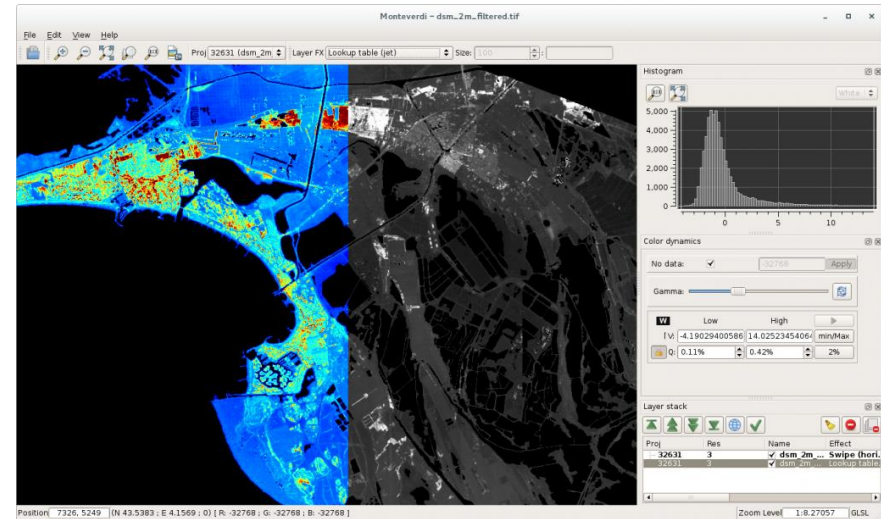 Monteverdi – dsm_2m_filtered.tif
File Edit View Help
Proj 32631 (dsm_2m_ Layer FX Lookup table (jet) Size: 100 :
Histogram
White
5,000
4,000
3,000
2,000
1,000
0
0 5 10
Color dynamics
No data: -32768 Apply
Gamma:
W Low High
V: -4.19029400586 14.02523454064 min/Max
Q: 0.11% 0.42% 2%
Layer stack
Proj Res Name Effect
32631 3 dsm_2m_... Swipe (hori.
32631 3 dsm_2m_... Lookup table.
Position 7326, 5249 (N 43.5383 ; E 4.1569 ; 0) [ R: -32768 ; G: -32768 ; B: -32768 ] Zoom Level 1:8.27057 GLSL